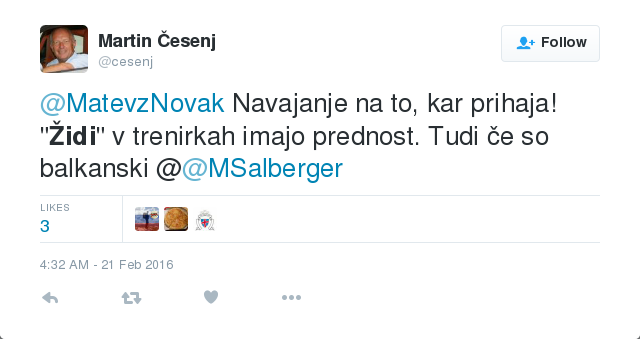 Martin Česenj
@cesenj
Follow
@MatevzNovak Navajanje na to, kar prihaja!
"Židi" v trenirkah imajo prednost. Tudi če so
balkanski @@MSalberger
LIKES
3
4:32 AM - 21 Feb 2016